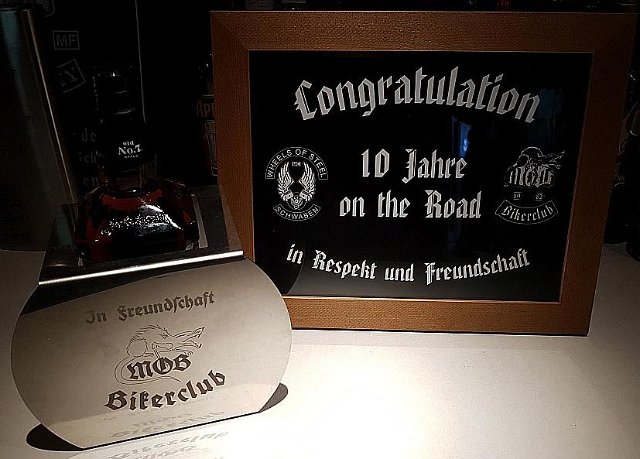 MF
Old
No.7
Congratulation
WHEELS OF STEEL
SCHWABEN
10 Jahre
on the Road
MOB
Bikerclub
in Respekt und Freundschaft
In Freundschaft
MOB
Bikerclub